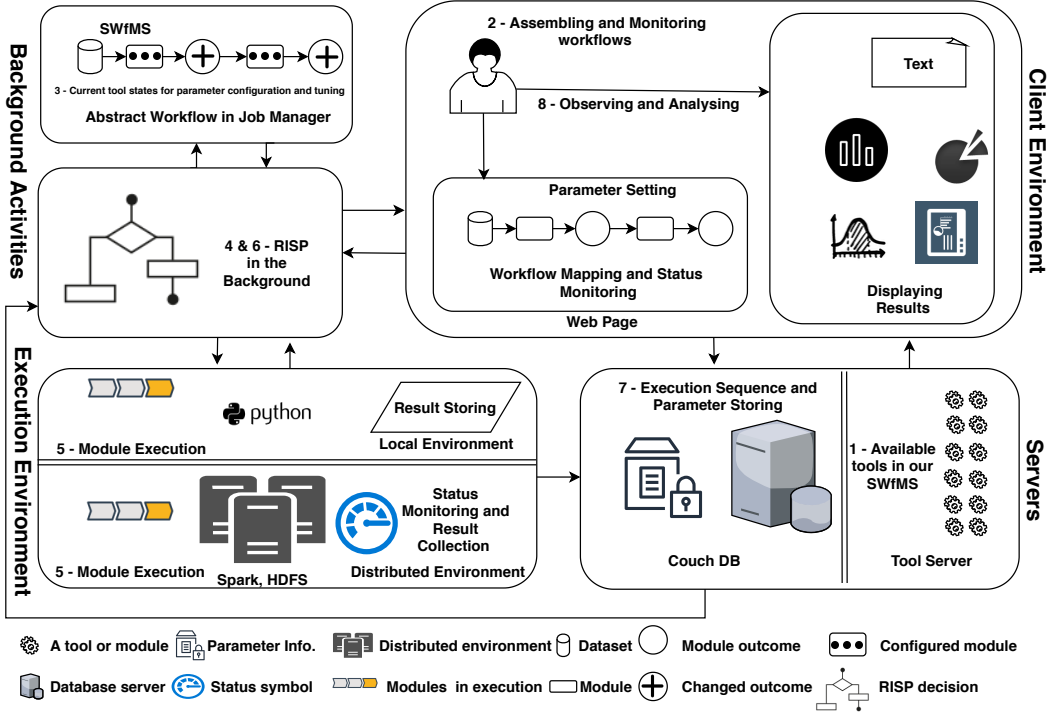 Background Activities
SWfMS
3 - Current tool states for parameter configuration and tuning
Abstract Workflow in Job Manager
4 & 6 - RISP
in the
Background
2 - Assembling and Monitoring
workflows
8 - Observing and Analysing
Parameter Setting
Workflow Mapping and Status
Monitoring
Web Page
Text
Displaying
Results
Client Environment
Execution Environment
5 - Module Execution
python
Result Storing
Local Environment
5 - Module Execution
Spark, HDFS
Status
Monitoring and
Result
Collection
Distributed Environment
7 - Execution Sequence and
Parameter Storing
Couch DB
1 - Available
tools in our
SWfMS
Tool Server
Servers
A tool or module
Parameter Info.
Distributed environment
Dataset
Module outcome
Configured module
Database server
Status symbol
Modules in execution
Module
Changed outcome
RISP decision